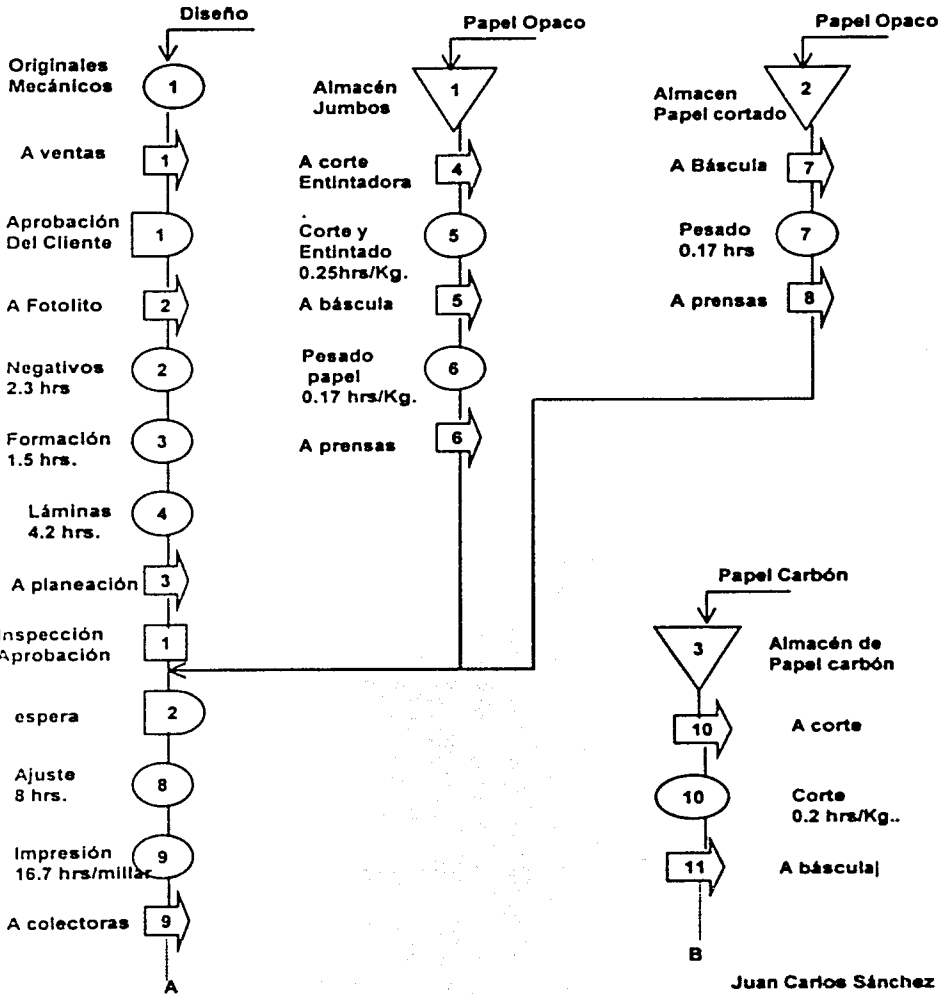 Diseño
Originales
Mecánicos
1
A ventas
1
Aprobación
Del Cliente
1
A Fotolito
2
Negativos
2.3 hrs
2
Formación
1.5 hrs.
3
Láminas
4.2 hrs.
4
A planeación
3
Inspección
Aprobación
1
espera
2
Ajuste
8 hrs.
8
Impresión
16.7 hrs/millar
9
A colectoras
9
A
Papel Opaco
Almacén
Jumbos
1
A corte
Entintadora
4
Corte y
Entintado
0.25hrs/Kg.
5
A báscula
5
Pesado
papel
0.17 hrs/Kg.
6
A prensas
6
Papel Opaco
Almacen
Papel cortado
2
A Báscula
7
Pesado
0.17 hrs
7
A prensas
8
Papel Carbón
3
Almacén de
Papel carbón
10
A corte
10
Corte
0.2 hrs/Kg..
11
A báscula|
B
Juan Carlos Sánchez